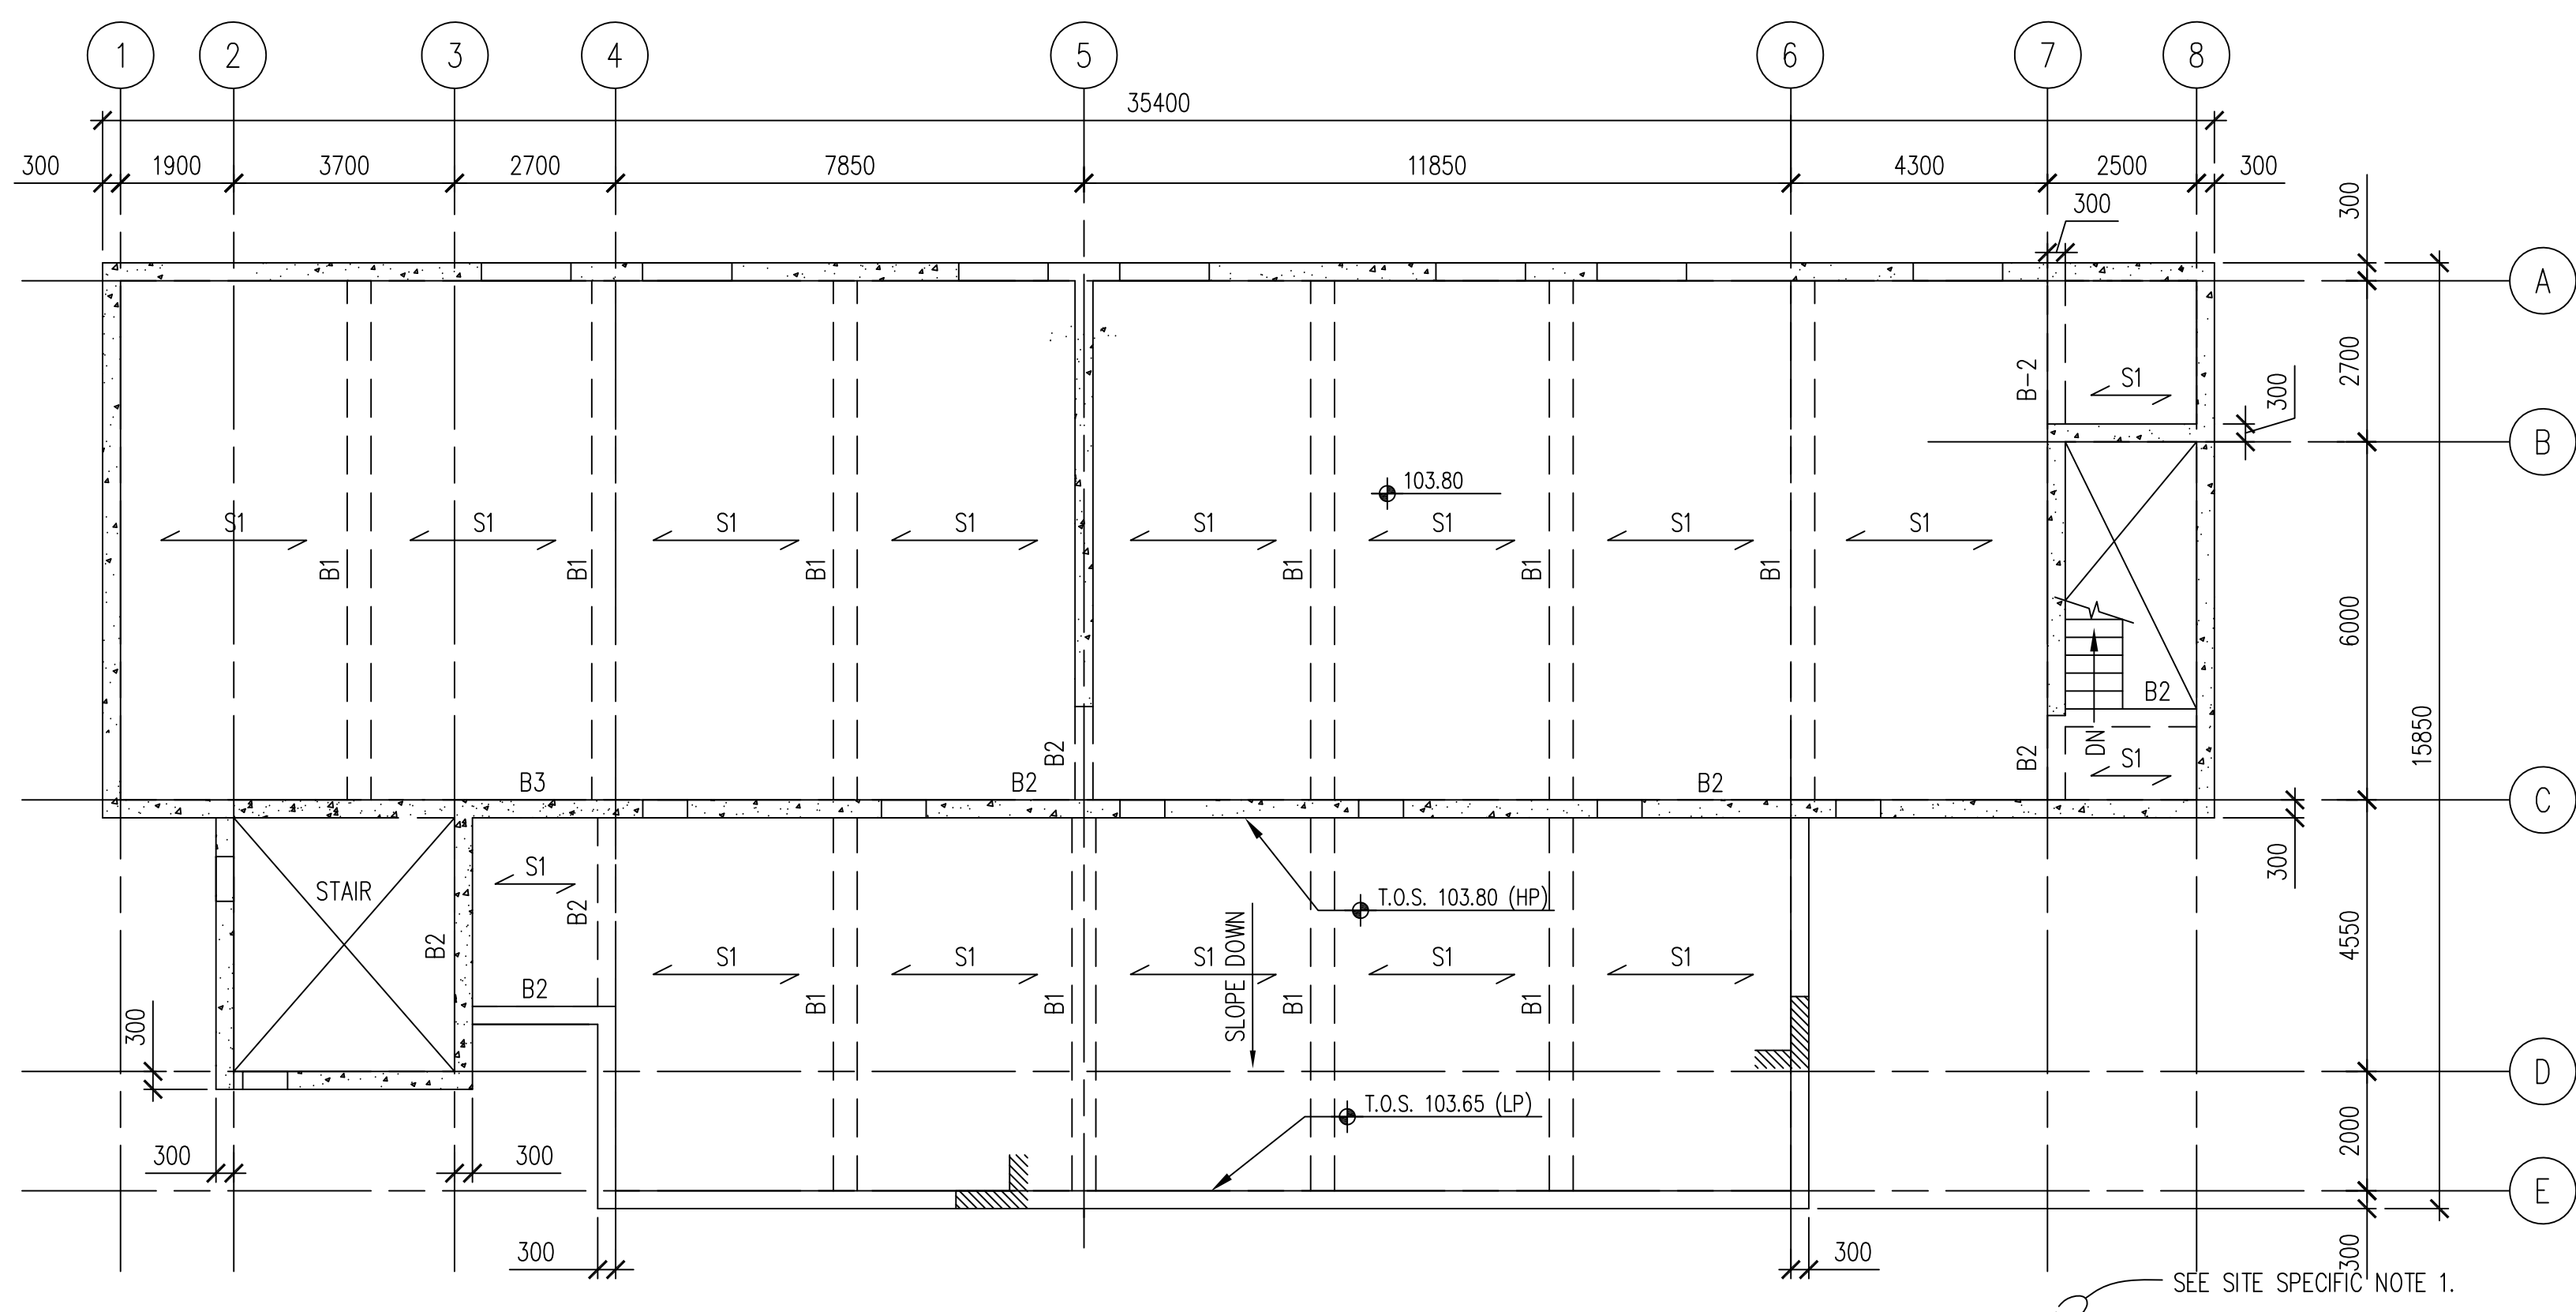 1 2 3 4 5 6 7 8
35400
300 1900 3700 2700 7850 11850 4300 2500 300
300
300
A
2700
B-2
S1
300
B
103.80
S1 S1 S1 S1 S1 S1 S1 S1
B1 B1 B1 B1 B1 B1
6000
B2
15850
B2
B2
DN
S1
B3 B2 B2
C
300
S1
STAIR
B2
T.O.S. 103.80 (HP)
B2
SLOPE DOWN
4550
S1 S1 S1 S1 S1
B2
B1 B1 B1 B1
300
D
T.O.S. 103.65 (LP)
2000
300 300
E
300 300
300
SEE SITE SPECIFIC NOTE 1.